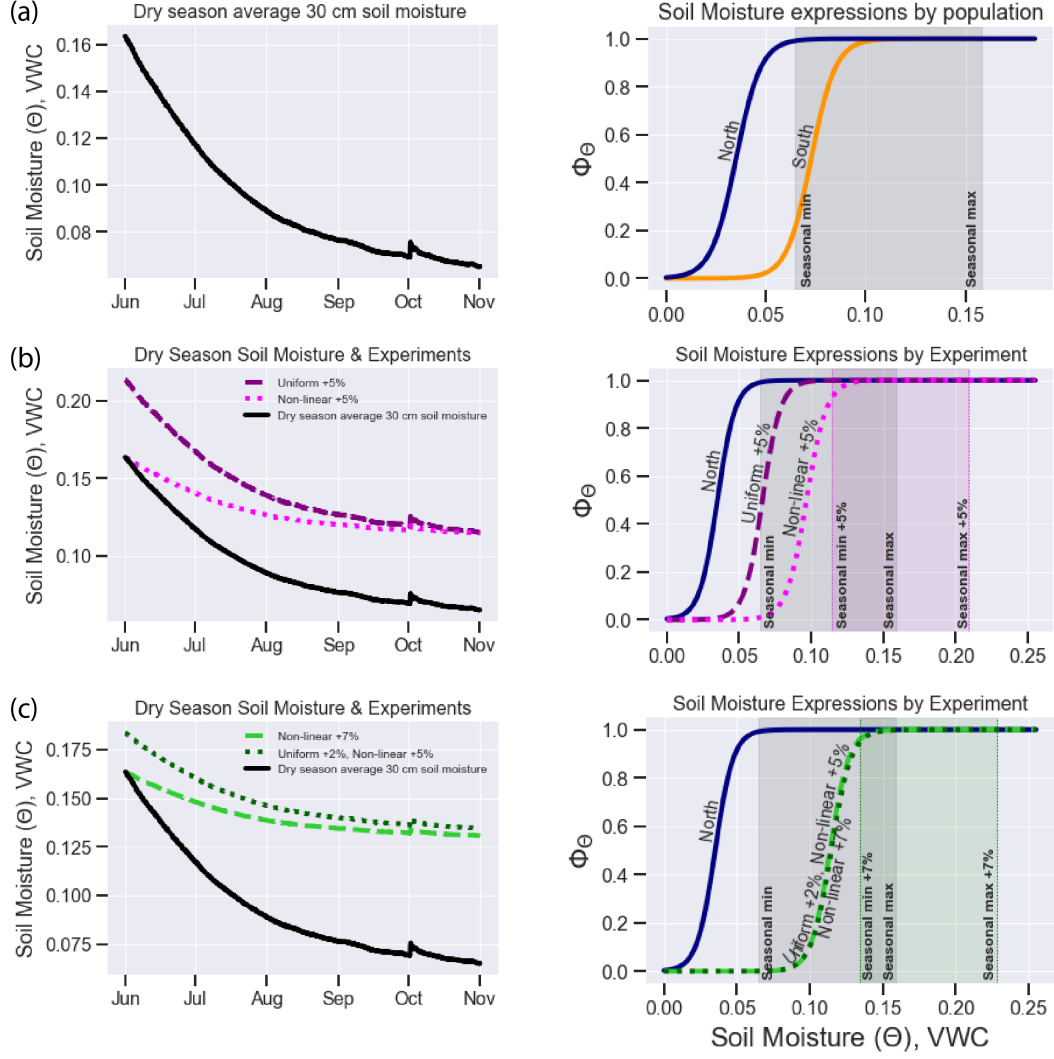 (a)
Dry season average 30 cm soil moisture
Soil Moisture (Θ), VWC
0.16
0.14
0.12
0.10
0.08
Jun Jul Aug Sep Oct Nov
Soil Moisture expressions by population
ΦΘ
1.0
0.8
0.6
0.4
0.2
0.0
North
South
Seasonal min
Seasonal max
0.00 0.05 0.10 0.15
(b)
Dry Season Soil Moisture & Experiments
Soil Moisture (Θ), VWC
Uniform +5%
Non-linear +5%
Dry season average 30 cm soil moisture
0.20
0.15
0.10
Jun Jul Aug Sep Oct Nov
Soil Moisture Expressions by Experiment
ΦΘ
1.0
0.8
0.6
0.4
0.2
0.0
North
Uniform +5%
Non-linear +5%
Seasonal min
Seasonal min +5%
Seasonal max
Seasonal max +5%
0.00 0.05 0.10 0.15 0.20 0.25
(c)
Dry Season Soil Moisture & Experiments
Soil Moisture (Θ), VWC
Non-linear +7%
Uniform +2%, Non-linear +5%
Dry season average 30 cm soil moisture
0.175
0.150
0.125
0.100
0.075
Jun Jul Aug Sep Oct Nov
Soil Moisture Expressions by Experiment
ΦΘ
1.0
0.8
0.6
0.4
0.2
0.0
North
Uniform +2%, Non-linear +5%
Non-linear +7%
Seasonal min
Seasonal min +7%
Seasonal max
Seasonal max +7%
0.00 0.05 0.10 0.15 0.20 0.25
Soil Moisture (Θ), VWC